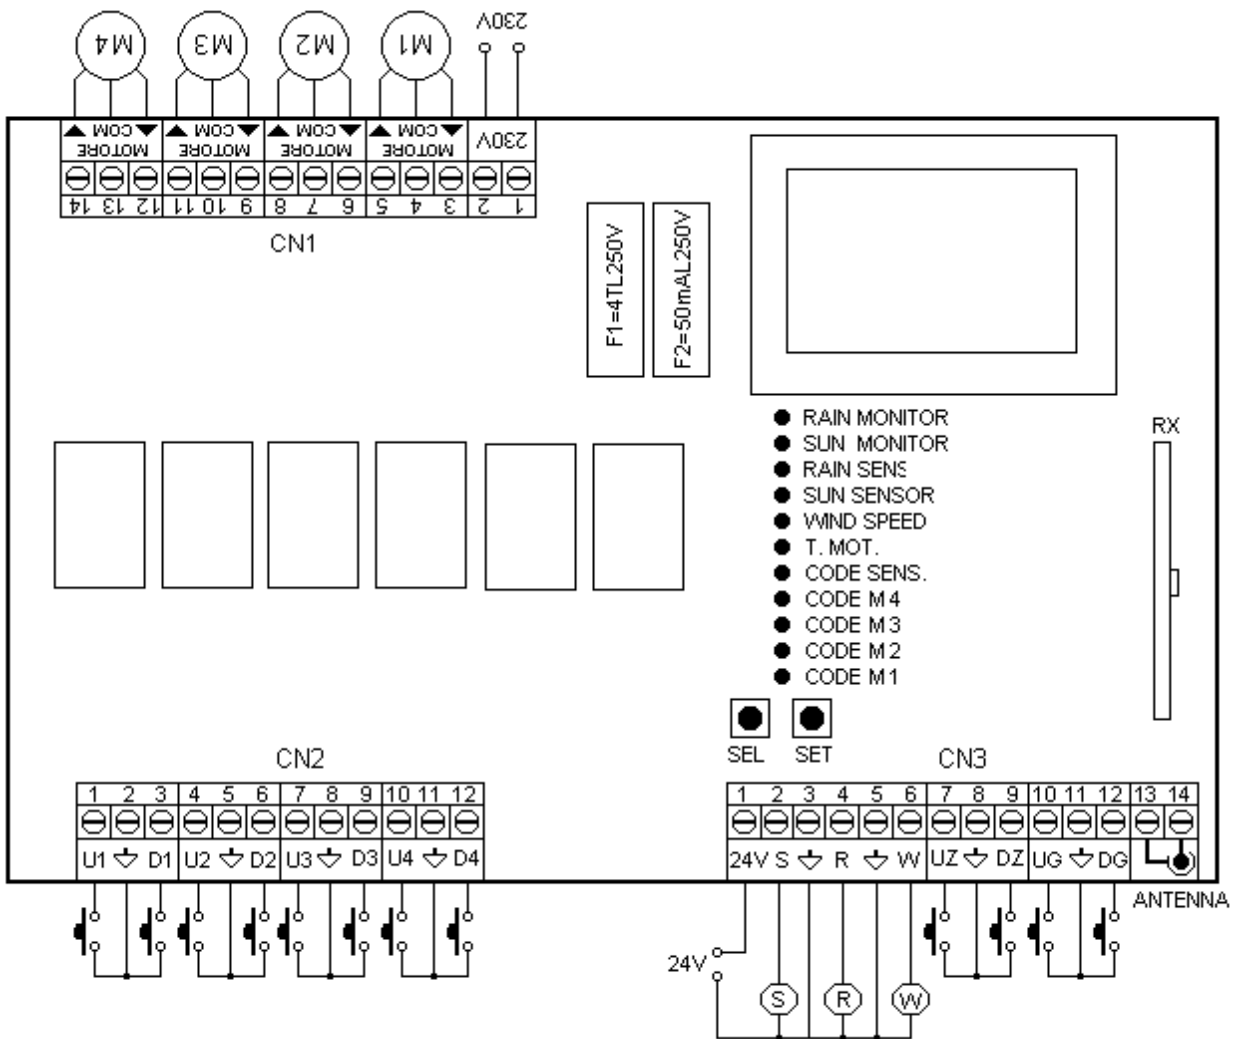 M4 M3 M2 M1 230V
COM COM COM COM
MOTORE MOTORE MOTORE MOTORE 230V
14 13 12 11 10 9 8 7 6 5 4 3 2 1
CN1
F1=4TL250V
F2=50mAL250V
RAIN MONITOR
SUN MONITOR
RAIN SENS
SUN SENSOR
WIND SPEED
T. MOT.
CODE SENS.
CODE M4
CODE M3
CODE M2
CODE M1
RX
SEL SET
CN2
1 2 3 4 5 6 7 8 9 10 11 12
U1 D1 U2 D2 U3 D3 U4 D4
CN3
1 2 3 4 5 6 7 8 9 10 11 12 13 14
24V S R W UZ DZ UG DG
ANTENNA
24V
S R W